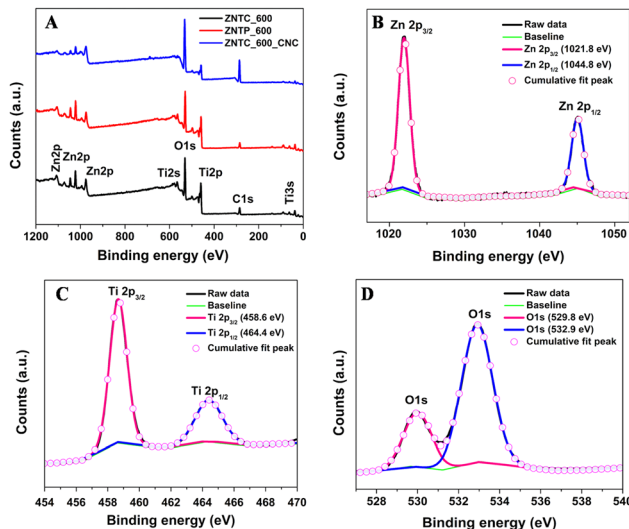 A
ZNTC_600
ZNTP_600
ZNTC_600_CNC
Counts (a.u.)
Zn2p
Zn2p
Zn2p
Zn2p
O1s
Ti2s
Ti2p
C1s
Ti3s
1200 1000 800 600 400 200 0
Binding energy (eV)
B
Zn 2p3/2
Raw data
Baseline
Zn 2p3/2 (1021.8 eV)
Zn 2p1/2 (1044.8 eV)
Cumulative fit peak
Zn 2p1/2
Counts (a.u.)
1020 1030 1040 1050
Binding energy (eV)
C
Ti 2p3/2
Raw data
Baseline
Ti 2p3/2 (458.6 eV)
Ti 2p1/2 (464.4 eV)
Cumulative fit peak
Ti 2p1/2
Counts (a.u.)
454 456 458 460 462 464 466 468 470
Binding energy (eV)
D
Raw data
Baseline
O1s (529.8 eV)
O1s (532.9 eV)
Cumulative fit peak
O1s
O1s
Counts (a.u.)
528 530 532 534 536 538 540
Binding energy (eV)